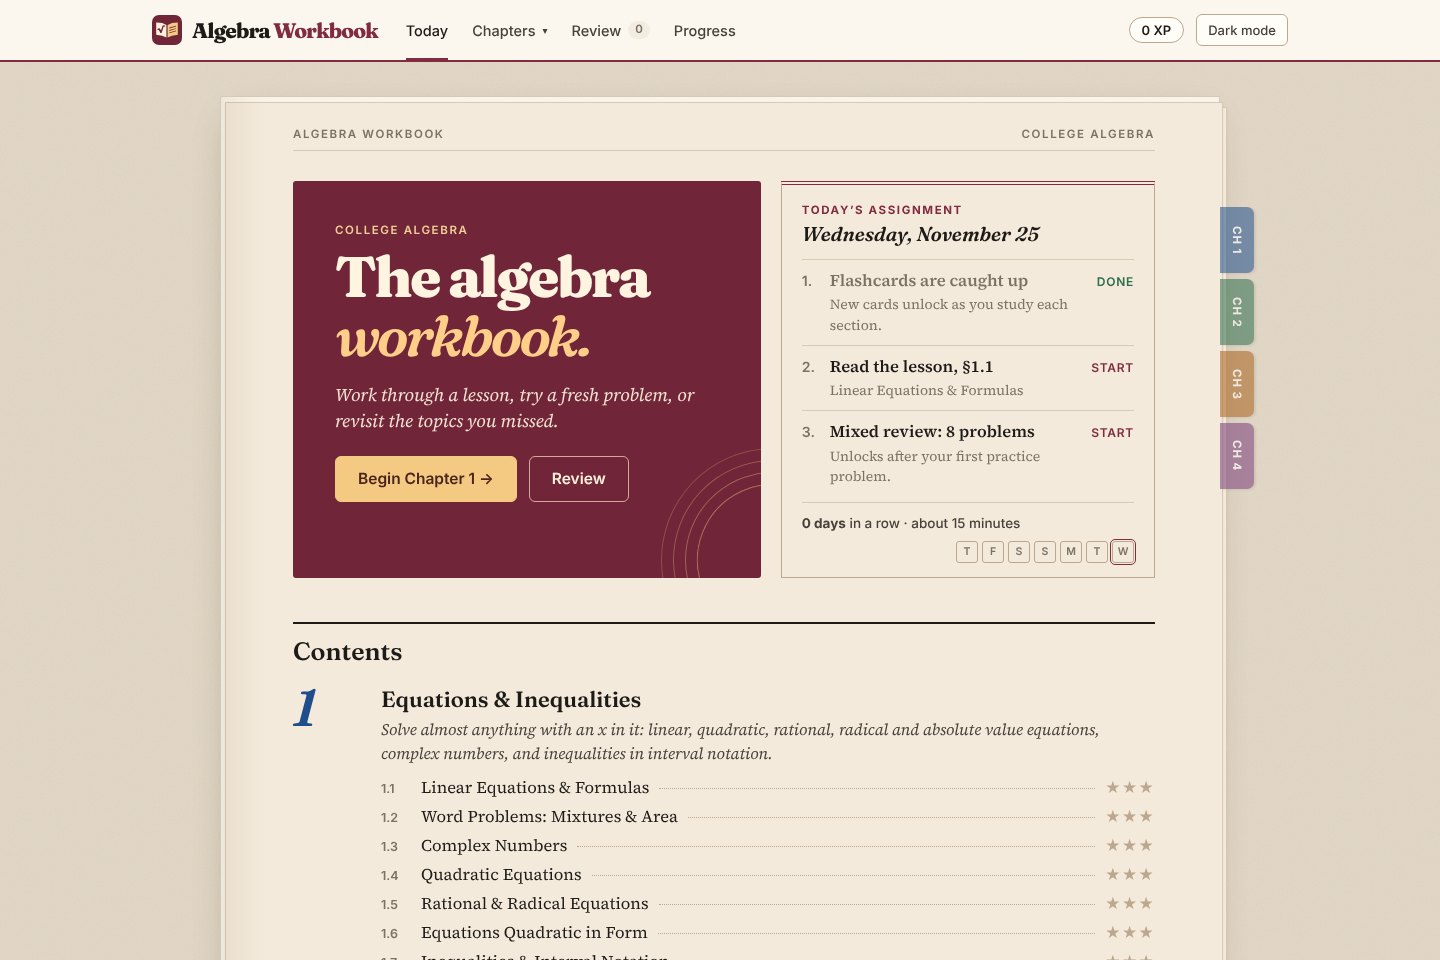 Algebra Workbook Today Chapters ▾ Review 0 Progress 0 XP Dark mode
ALGEBRA WORKBOOK COLLEGE ALGEBRA
COLLEGE ALGEBRA
The algebra
workbook.
Work through a lesson, try a fresh problem, or
revisit the topics you missed.
Begin Chapter 1 → Review
TODAY’S ASSIGNMENT
Wednesday, November 25
1. Flashcards are caught up DONE
New cards unlock as you study each
section.
2. Read the lesson, §1.1 START
Linear Equations & Formulas
3. Mixed review: 8 problems START
Unlocks after your first practice
problem.
0 days in a row · about 15 minutes
T F S S M T W
CH 1
CH 2
CH 3
CH 4
Contents
1 Equations & Inequalities
Solve almost anything with an x in it: linear, quadratic, rational, radical and absolute value equations,
complex numbers, and inequalities in interval notation.
1.1 Linear Equations & Formulas ★★★
1.2 Word Problems: Mixtures & Area ★★★
1.3 Complex Numbers ★★★
1.4 Quadratic Equations ★★★
1.5 Rational & Radical Equations ★★★
1.6 Equations Quadratic in Form ★★★
1.7 Inequalities & Interval Notation ★★★